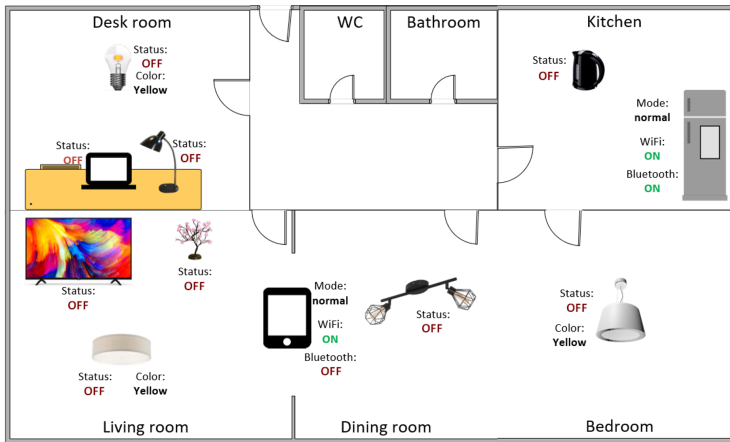 Desk room
WC
Bathroom
Kitchen
Status:
OFF
Color:
Yellow
Status:
OFF
Status:
OFF
Status:
OFF
Mode:
normal
WiFi:
ON
Bluetooth:
ON
Status:
OFF
Status:
OFF
Mode:
normal
WiFi:
ON
Bluetooth:
OFF
Status:
OFF
Status:
OFF
Color:
Yellow
Status:
OFF
Color:
Yellow
Living room
Dining room
Bedroom